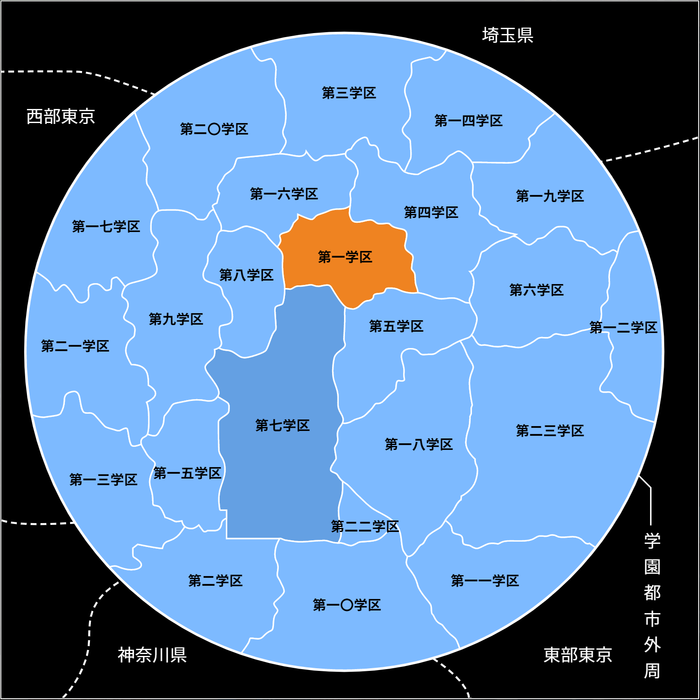 埼玉県
第三学区
西部東京
第二〇学区
第一四学区
第一六学区
第一九学区
第四学区
第一七学区
第一学区
第八学区
第六学区
第九学区
第五学区
第一二学区
第二一学区
第七学区
第二三学区
第一八学区
第一三学区
第一五学区
第二二学区
学園都市外周
第二学区
第一一学区
第一〇学区
神奈川県
東部東京